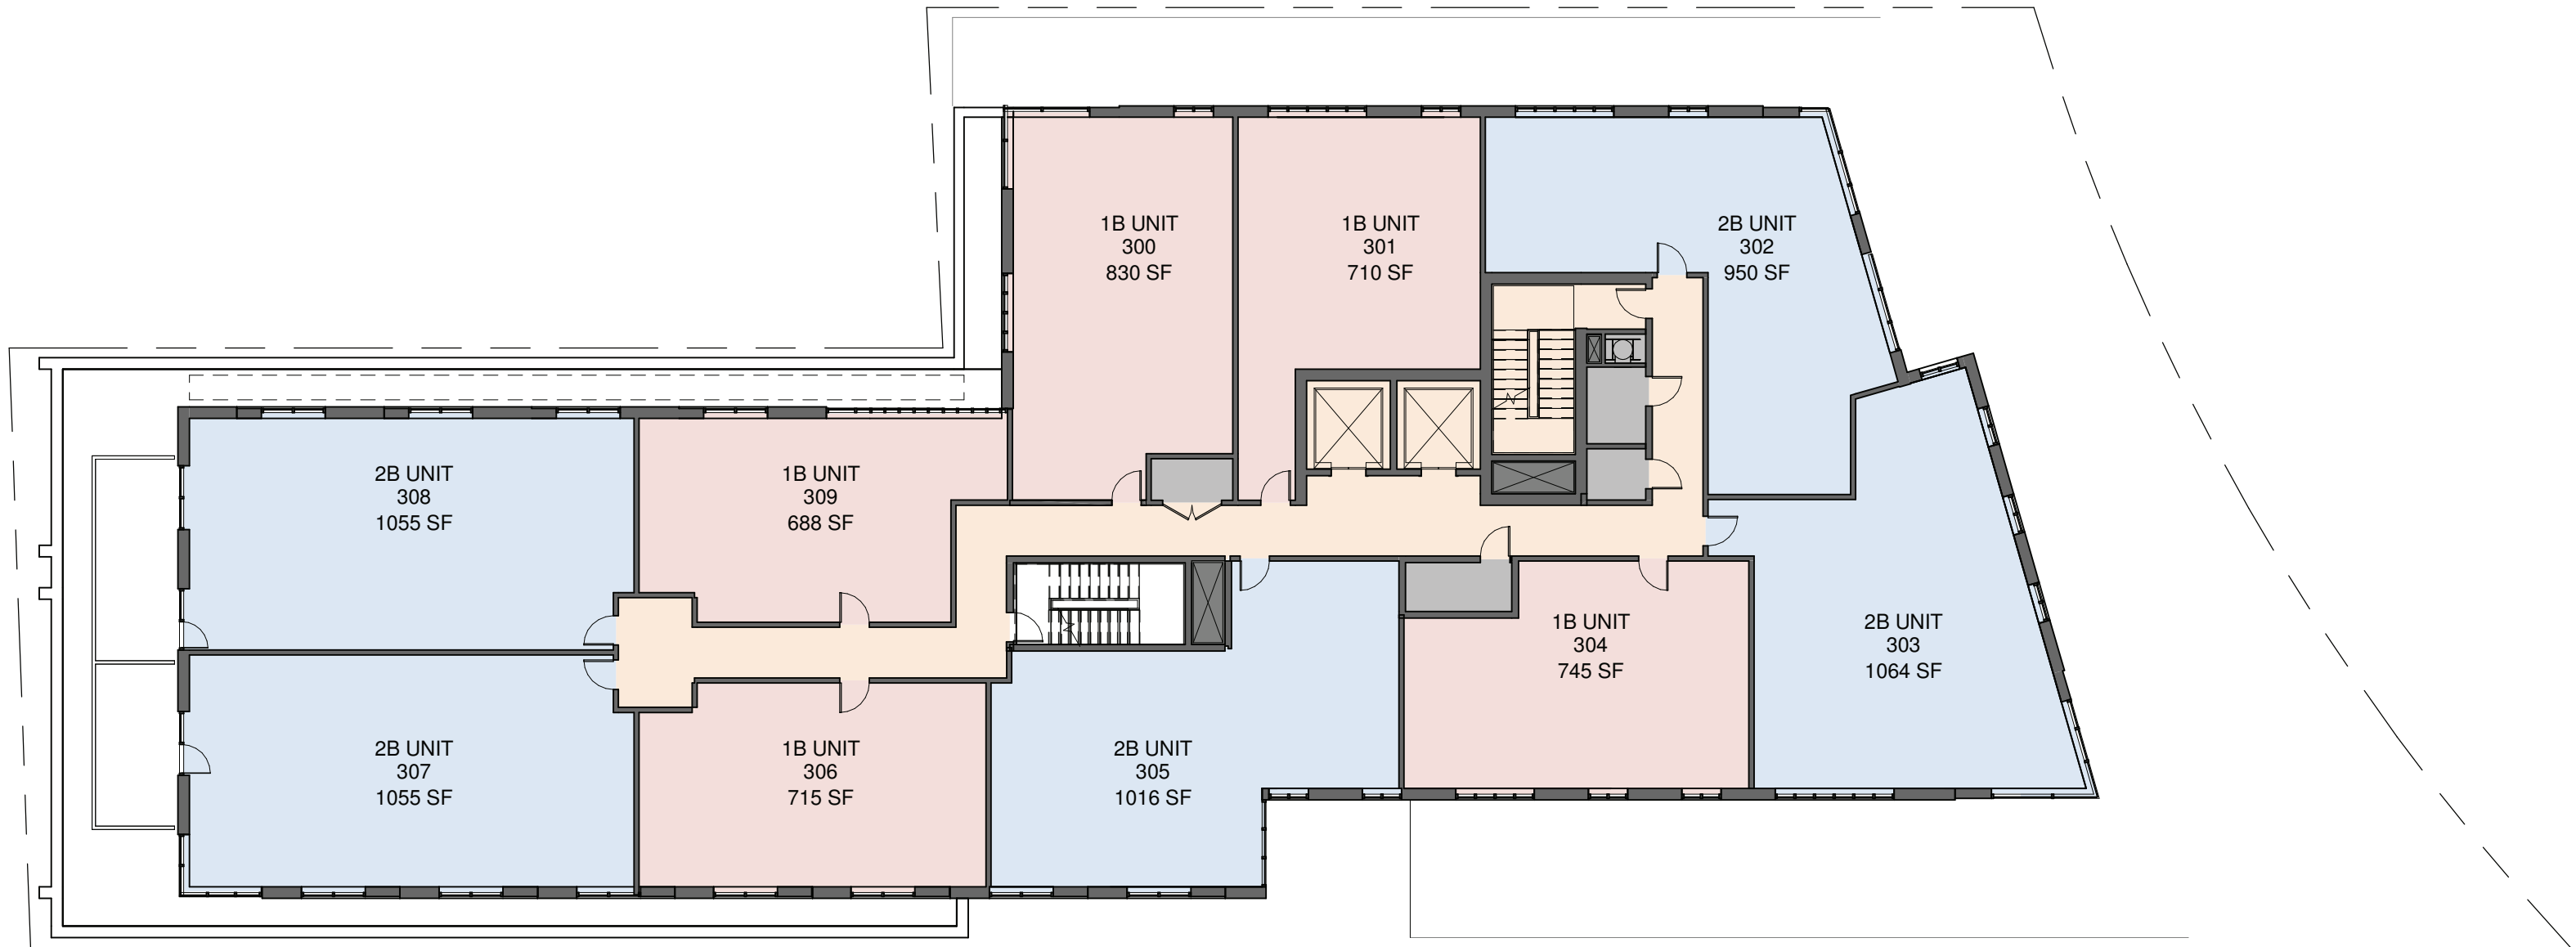 1B UNIT
300
830 SF
1B UNIT
301
710 SF
2B UNIT
302
950 SF
2B UNIT
308
1055 SF
1B UNIT
309
688 SF
1B UNIT
304
745 SF
2B UNIT
303
1064 SF
2B UNIT
307
1055 SF
1B UNIT
306
715 SF
2B UNIT
305
1016 SF